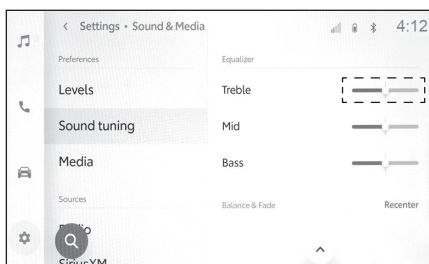 < Settings • Sound & Media
4:12
Preferences
Levels
Sound tuning
Media
Sources
Equalizer
Treble
Mid
Bass
Balance & Fade
Recenter
SiriusXM